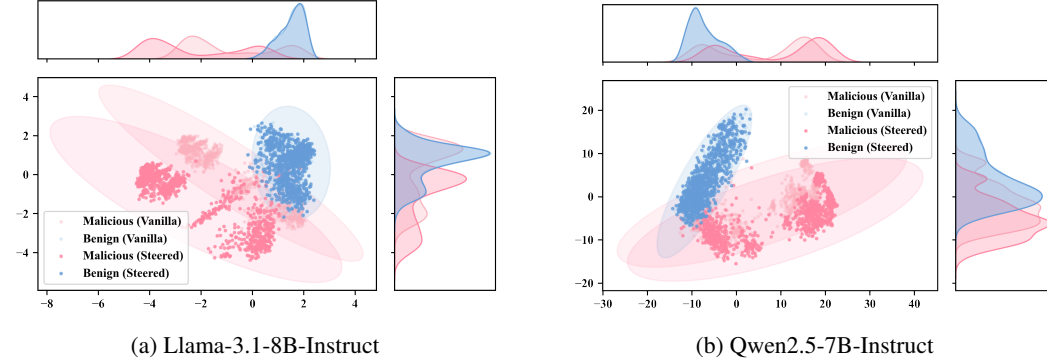 4
2
0
−2
−4
Malicious (Vanilla)
Benign (Vanilla)
Malicious (Steered)
Benign (Steered)
−8 −6 −4 −2 0 2 4
20
10
0
−10
−20
Malicious (Vanilla)
Benign (Vanilla)
Malicious (Steered)
Benign (Steered)
−30 −20 −10 0 10 20 30 40
(a) Llama-3.1-8B-Instruct
(b) Qwen2.5-7B-Instruct